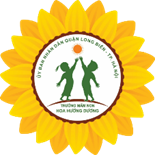 ỦY BAN NHÂN DÂN QUẬN LONG BIÊN - TP HÀ NỘI
TRƯỜNG MẦM NON
HOA HƯỚNG DƯƠNG